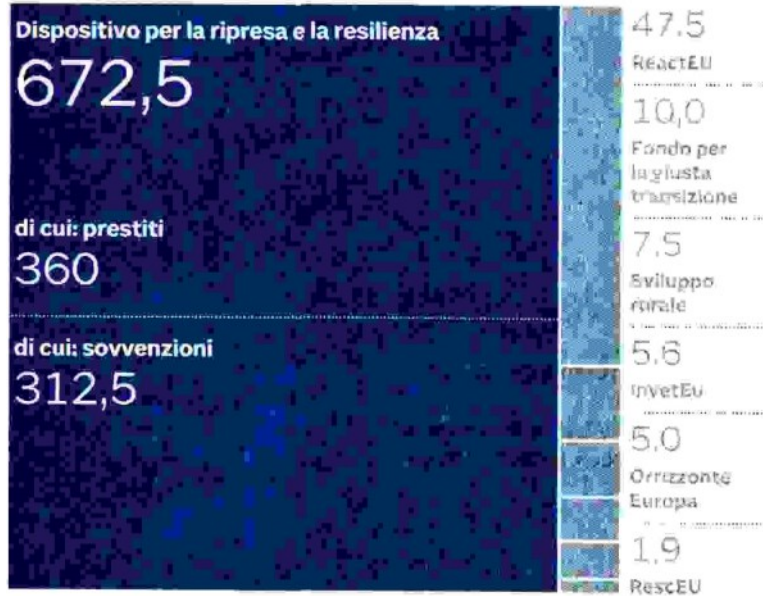 Dispositivo per la ripresa e la resilienza
672,5
di cui: prestiti
360
di cui: sovvenzioni
312,5
47.5
ReactEU
10,0
Fondo per
la giusta
transizione
7.5
Sviluppo
rurale
5.6
InvetEu
5.0
Orrizzonte
Europa
1.9
RescEU